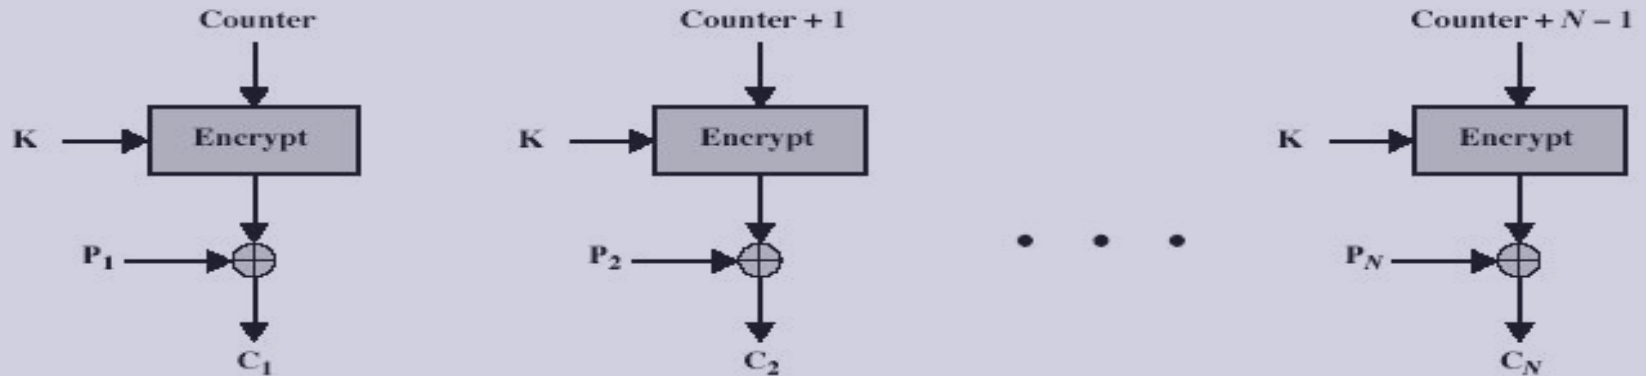 Counter Counter + 1 Counter + N – 1
K Encrypt K Encrypt K Encrypt
P1 P2 PN
C1 C2 CN